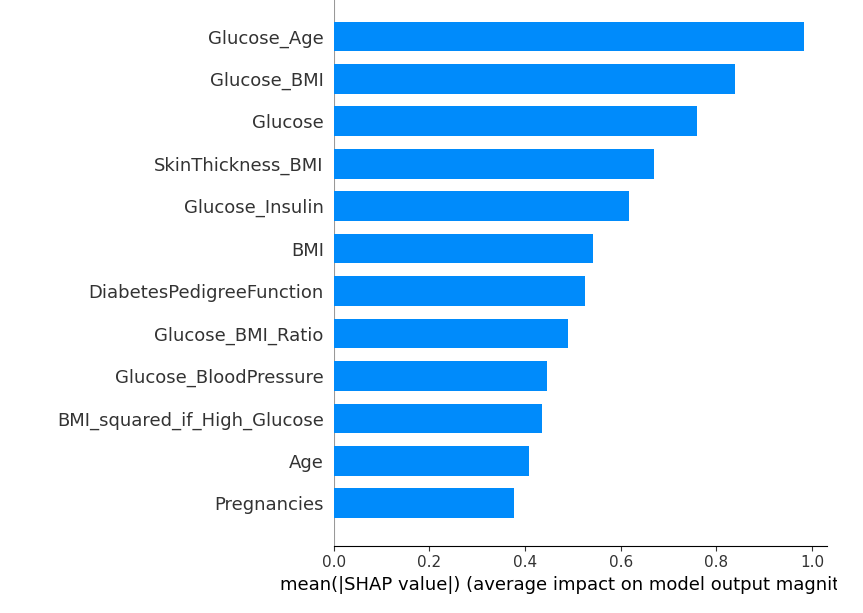 Glucose_Age
Glucose_BMI
Glucose
SkinThickness_BMI
Glucose_Insulin
BMI
DiabetesPedigreeFunction
Glucose_BMI_Ratio
Glucose_BloodPressure
BMI_squared_if_High_Glucose
Age
Pregnancies
0.0 0.2 0.4 0.6 0.8 1.0
mean(|SHAP value|) (average impact on model output magnit